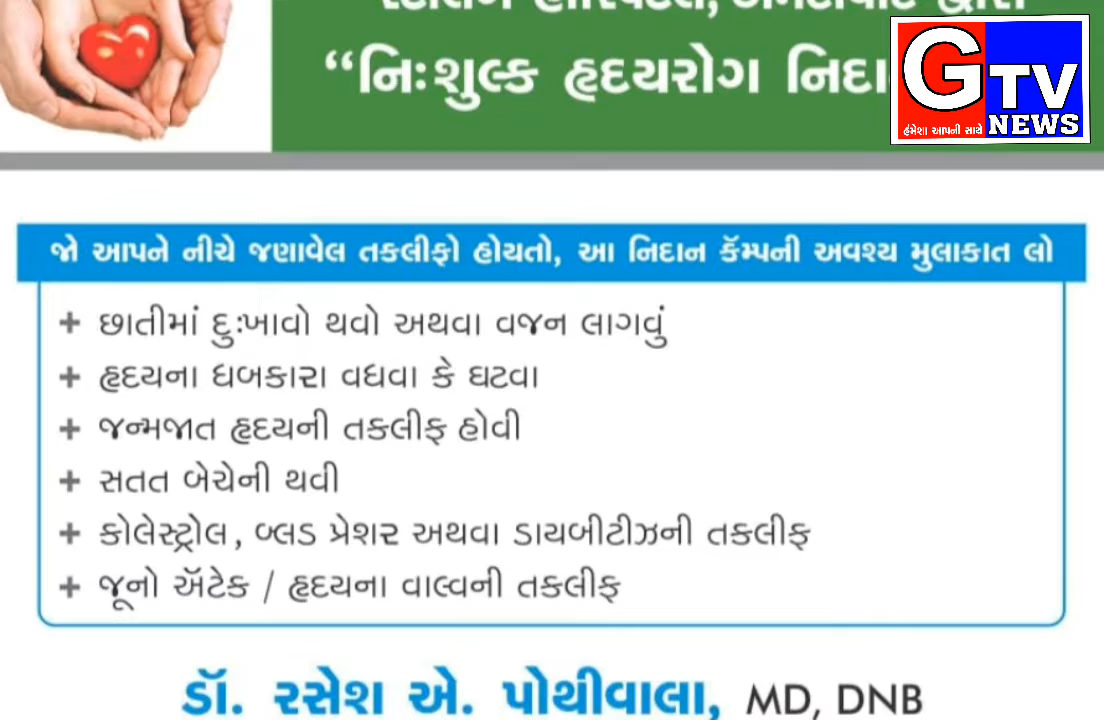 “નિઃશુલ્ક હૃદયરોગ નિદા
GTV
NEWS
હંમેશા આપની સાથે
જો આપને નીચે જણાવેલ તકલીફો હોયતો, આ નિદાન કૅમ્પની અવશ્ય મુલાકાત લો
+ છાતીમાં દુઃખાવો થવો અથવા વજન લાગવું
+ હૃદયના ધબકારા વધવા કે ઘટવા
+ જન્મજાત હૃદયની તકલીફ હોવી
+ સતત બેચેની થવી
+ કોલેસ્ટ્રોલ, બ્લડ પ્રેશર અથવા ડાયબીટીઝની તકલીફ
+ જૂનો ઍટેક / હૃદયના વાલ્વની તકલીફ
ડૉ. રસેશ એ. પોથીવાલા, MD, DNB